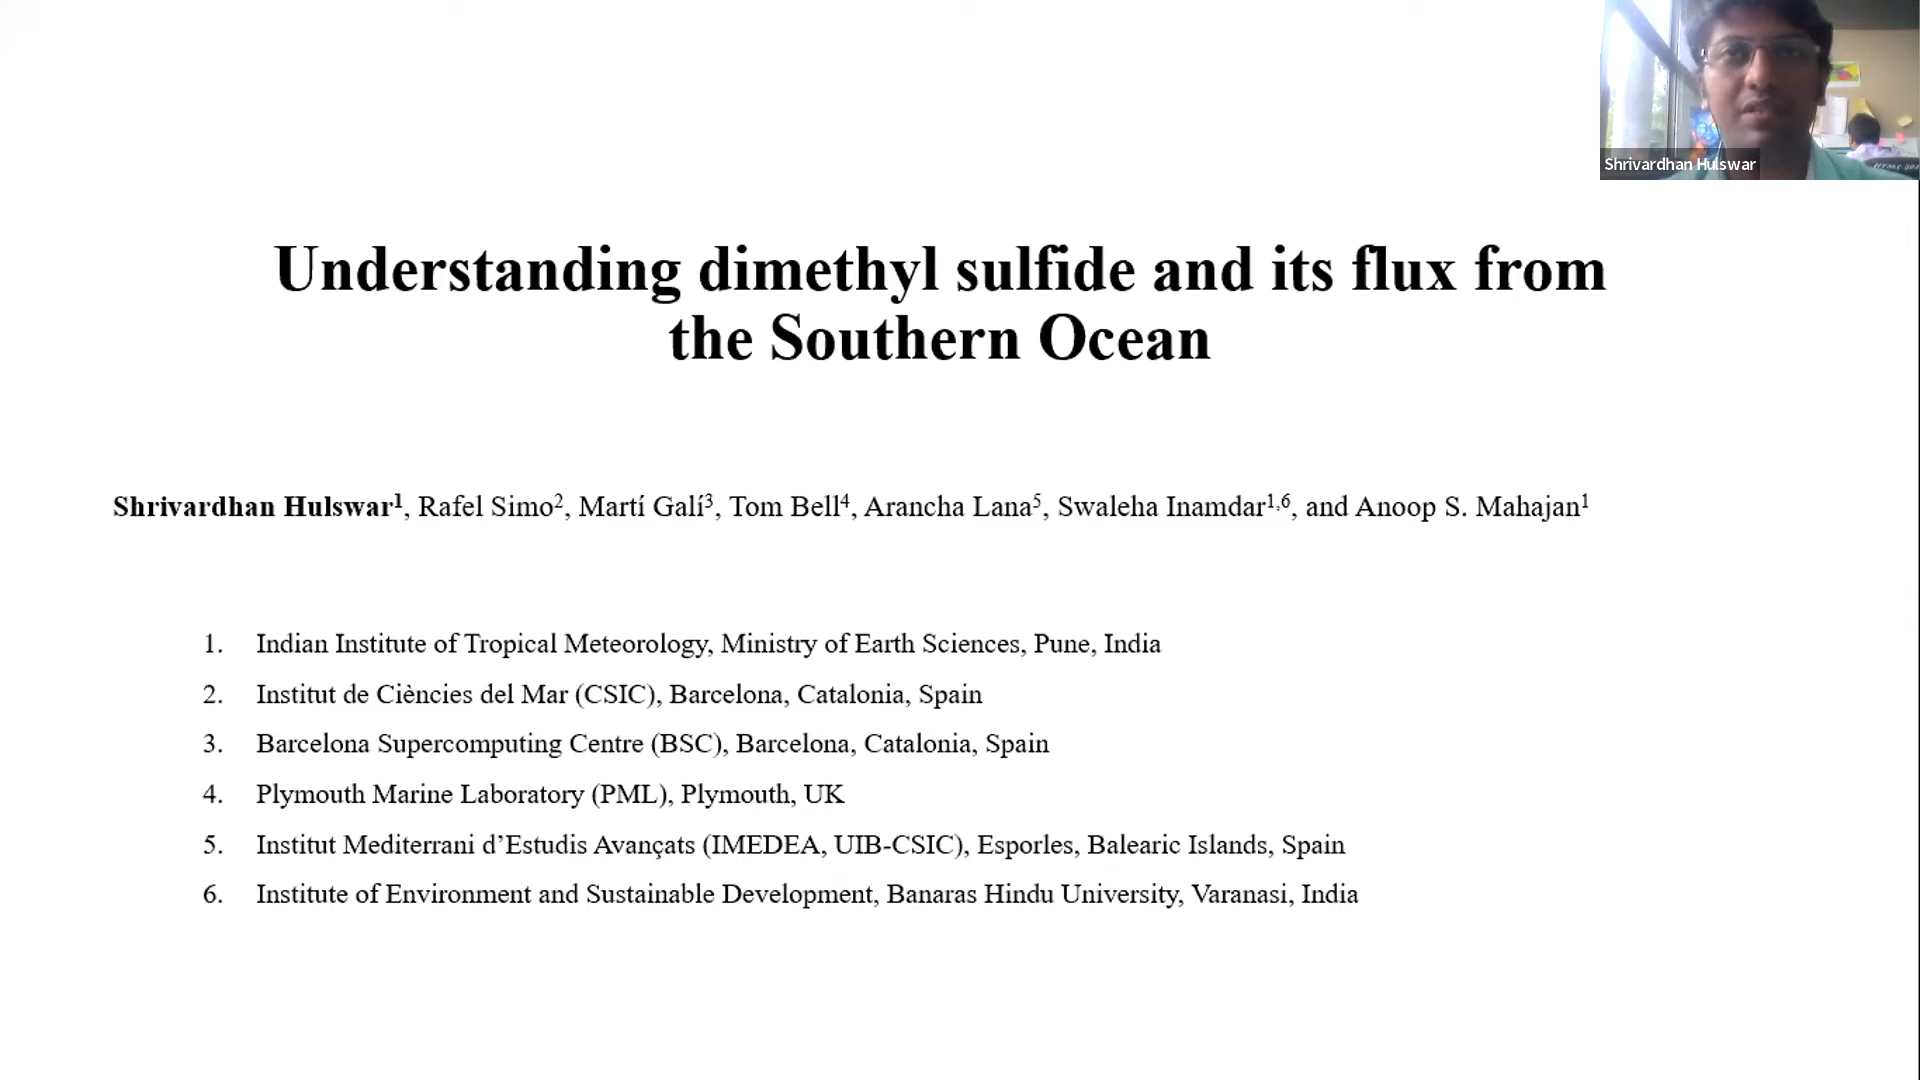 Shrivardhan Hulswar
Understanding dimethyl sulfide and its flux from
the Southern Ocean
Shrivardhan Hulswar¹, Rafel Simo², Martí Galí³, Tom Bell⁴, Arancha Lana⁵, Swaleha Inamdar¹,⁶, and Anoop S. Mahajan¹
1. Indian Institute of Tropical Meteorology, Ministry of Earth Sciences, Pune, India
2. Institut de Ciències del Mar (CSIC), Barcelona, Catalonia, Spain
3. Barcelona Supercomputing Centre (BSC), Barcelona, Catalonia, Spain
4. Plymouth Marine Laboratory (PML), Plymouth, UK
5. Institut Mediterrani d’Estudis Avançats (IMEDEA, UIB-CSIC), Esporles, Balearic Islands, Spain
6. Institute of Environment and Sustainable Development, Banaras Hindu University, Varanasi, India